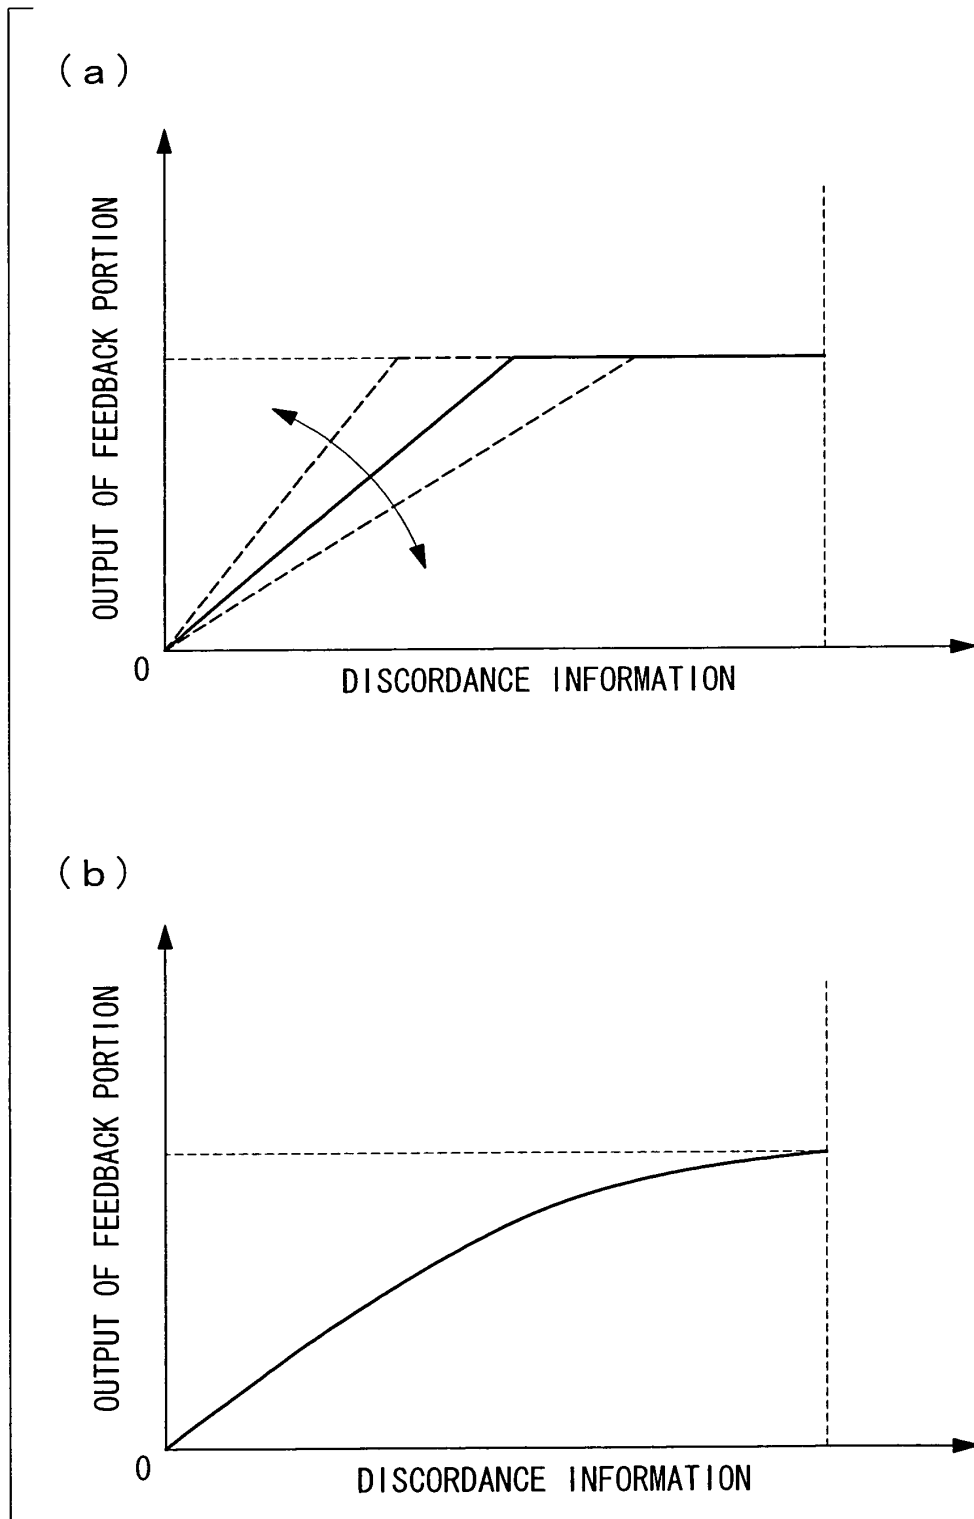 (a)
OUTPUT OF FEEDBACK PORTION
0
DISCORDANCE INFORMATION
(b)
OUTPUT OF FEEDBACK PORTION
0
DISCORDANCE INFORMATION